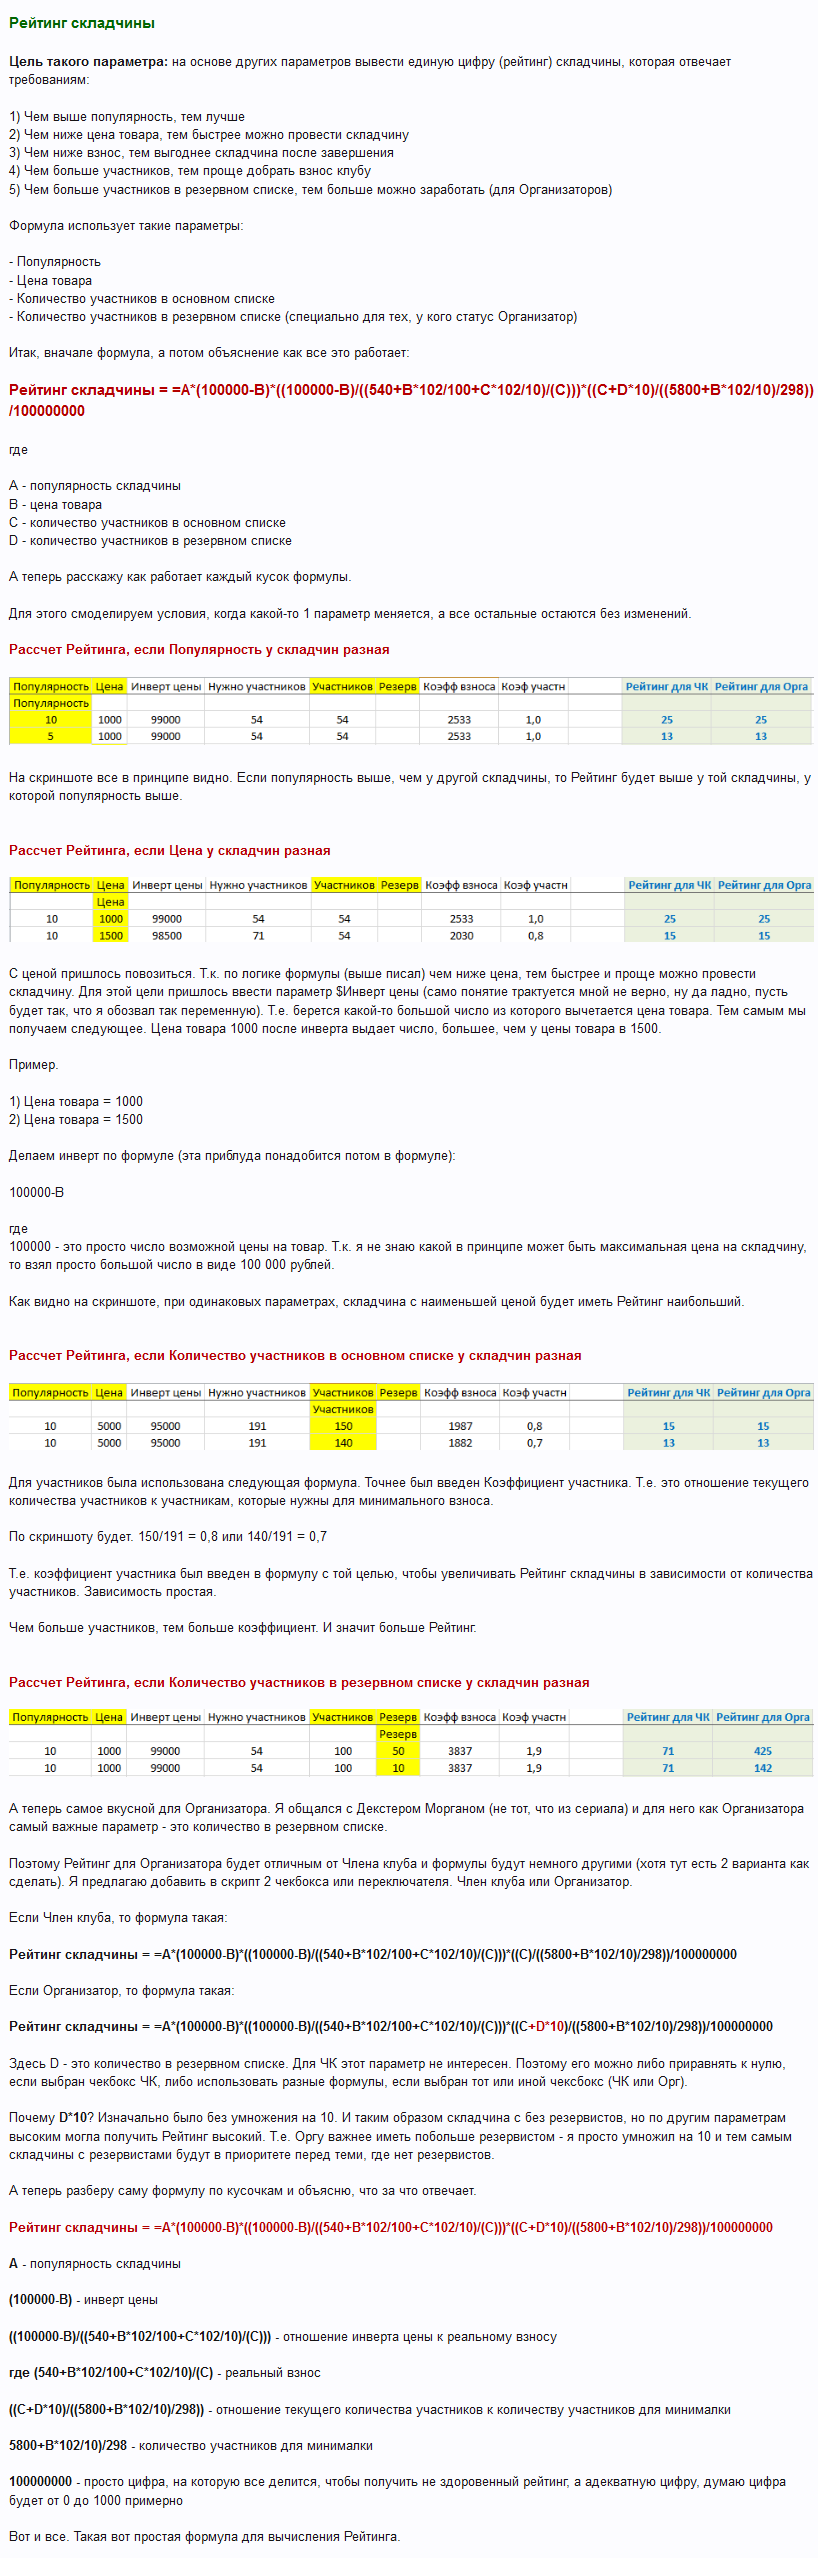 Рейтинг складчины
Цель такого параметра: на основе других параметров вывести единую цифру (рейтинг) складчины, которая отвечает
требованиям:
1) Чем выше популярность, тем лучше
2) Чем ниже цена товара, тем быстрее можно провести складчину
3) Чем ниже взнос, тем выгоднее складчина после завершения
4) Чем больше участников, тем проще добрать взнос клубу
5) Чем больше участников в резервном списке, тем больше можно заработать (для Организаторов)
Формула использует такие параметры:
- Популярность
- Цена товара
- Количество участников в основном списке
- Количество участников в резервном списке (специально для тех, у кого статус Организатор)
Итак, вначале формула, а потом объяснение как все это работает:
Рейтинг складчины = =A*(100000-B)*((100000-B)/((540+B*102/100+C*102/10)/(C)))*((C+D*10)/((5800+B*102/10)/298))
/100000000
где
A - популярность складчины
B - цена товара
C - количество участников в основном списке
D - количество участников в резервном списке
А теперь расскажу как работает каждый кусок формулы.
Для этого смоделируем условия, когда какой-то 1 параметр меняется, а все остальные остаются без изменений.
Рассчет Рейтинга, если Популярность у складчин разная
Популярность Цена Инверт цены Нужно участников Участников Резерв Коэфф взноса Коэф участн Рейтинг для ЧК Рейтинг для Орга
Популярность
10 1000 99000 54 54 2533 1,0 25 25
5 1000 99000 54 54 2533 1,0 13 13
На скриншоте все в принципе видно. Если популярность выше, чем у другой складчины, то Рейтинг будет выше у той складчины, у
которой популярность выше.
Рассчет Рейтинга, если Цена у складчин разная
Популярность Цена Инверт цены Нужно участников Участников Резерв Коэфф взноса Коэф участн Рейтинг для ЧК Рейтинг для Орга
Цена
10 1000 99000 54 54 2533 1,0 25 25
10 1500 98500 71 54 2030 0,8 15 15
С ценой пришлось повозиться. Т.к. по логике формулы (выше писал) чем ниже цена, тем быстрее и проще можно провести
складчину. Для этой цели пришлось ввести параметр $Инверт цены (само понятие трактуется мной не верно, ну да ладно, пусть
будет так, что я обозвал так переменную). Т.е. берется какой-то большой число из которого вычетается цена товара. Тем самым мы
получаем следующее. Цена товара 1000 после инверта выдает число, большее, чем у цены товара в 1500.
Пример.
1) Цена товара = 1000
2) Цена товара = 1500
Делаем инверт по формуле (эта приблуда понадобится потом в формуле):
100000-B
где
100000 - это просто число возможной цены на товар. Т.к. я не знаю какой в принципе может быть максимальная цена на складчину,
то взял просто большой число в виде 100 000 рублей.
Как видно на скриншоте, при одинаковых параметрах, складчина с наименьшей ценой будет иметь Рейтинг наибольший.
Рассчет Рейтинга, если Количество участников в основном списке у складчин разная
Популярность Цена Инверт цены Нужно участников Участников Резерв Коэфф взноса Коэф участн Рейтинг для ЧК Рейтинг для Орга
Участников
10 5000 95000 191 150 1987 0,8 15 15
10 5000 95000 191 140 1882 0,7 13 13
Для участников была использована следующая формула. Точнее был введен Коэффициент участника. Т.е. это отношение текущего
количества участников к участникам, которые нужны для минимального взноса.
По скриншоту будет. 150/191 = 0,8 или 140/191 = 0,7
Т.е. коэффициент участника был введен в формулу с той целью, чтобы увеличивать Рейтинг складчины в зависимости от количества
участников. Зависимость простая.
Чем больше участников, тем больше коэффициент. И значит больше Рейтинг.
Рассчет Рейтинга, если Количество участников в резервном списке у складчин разная
Популярность Цена Инверт цены Нужно участников Участников Резерв Коэфф взноса Коэф участн Рейтинг для ЧК Рейтинг для Орга
Резерв
10 1000 99000 54 100 50 3837 1,9 71 425
10 1000 99000 54 100 10 3837 1,9 71 142
А теперь самое вкусной для Организатора. Я общался с Декстером Морганом (не тот, что из сериала) и для него как Организатора
самый важные параметр - это количество в резервном списке.
Поэтому Рейтинг для Организатора будет отличным от Члена клуба и формулы будут немного другими (хотя тут есть 2 варианта как
сделать). Я предлагаю добавить в скрипт 2 чекбокса или переключателя. Член клуба или Организатор.
Если Член клуба, то формула такая:
Рейтинг складчины = =A*(100000-B)*((100000-B)/((540+B*102/100+C*102/10)/(C)))*((C)/((5800+B*102/10)/298))/100000000
Если Организатор, то формула такая:
Рейтинг складчины = =A*(100000-B)*((100000-B)/((540+B*102/100+C*102/10)/(C)))*((C+D*10)/((5800+B*102/10)/298))/100000000
Здесь D - это количество в резервном списке. Для ЧК этот параметр не интересен. Поэтому его можно либо приравнять к нулю,
если выбран чекбокс ЧК, либо использовать разные формулы, если выбран тот или иной чексбокс (ЧК или Орг).
Почему D*10? Изначально было без умножения на 10. И таким образом складчина с без резервистов, но по другим параметрам
высоким могла получить Рейтинг высокий. Т.е. Оргу важнее иметь побольше резервистом - я просто умножил на 10 и тем самым
складчины с резервистами будут в приоритете перед теми, где нет резервистов.
А теперь разберу саму формулу по кусочкам и объясню, что за что отвечает.
Рейтинг складчины = =A*(100000-B)*((100000-B)/((540+B*102/100+C*102/10)/(C)))*((C+D*10)/((5800+B*102/10)/298))/100000000
A - популярность складчины
(100000-B) - инверт цены
((100000-B)/((540+B*102/100+C*102/10)/(C))) - отношение инверта цены к реальному взносу
где (540+B*102/100+C*102/10)/(C) - реальный взнос
((C+D*10)/((5800+B*102/10)/298)) - отношение текущего количества участников к количеству участников для минималки
5800+B*102/10)/298 - количество участников для минималки
100000000 - просто цифра, на которую все делится, чтобы получить не здоровенный рейтинг, а адекватную цифру, думаю цифра
будет от 0 до 1000 примерно
Вот и все. Такая вот простая формула для вычисления Рейтинга.